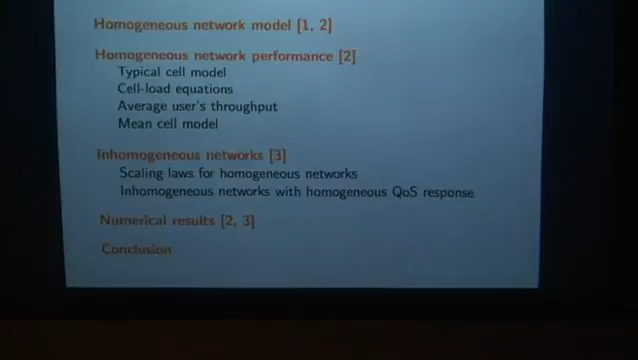 Homogeneous network model [1, 2]
Homogeneous network performance [2]
Typical cell model
Cell-load equations
Average user's throughput
Mean cell model
Inhomogeneous networks [3]
Scaling laws for homogeneous networks
Inhomogeneous networks with homogeneous QoS response
Numerical results [2, 3]
Conclusion